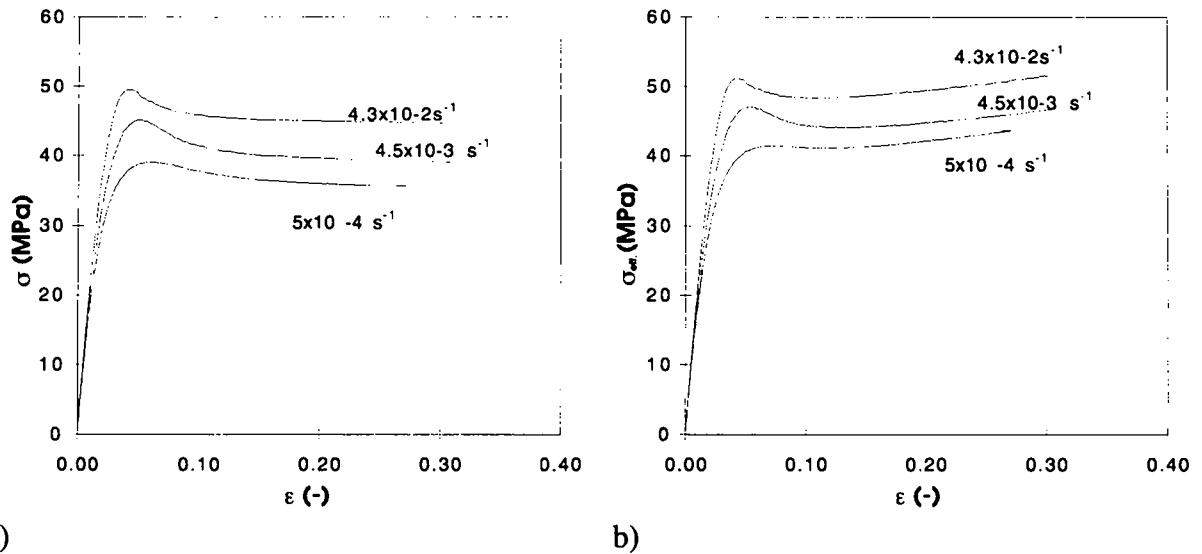 60
50
40
30
20
10
0
σ (MPa)
0.00 0.10 0.20 0.30 0.40
ε (-)
4.3x10-2s⁻¹
4.5x10-3 s⁻¹
5x10 -4 s⁻¹
)
60
50
40
30
20
10
0
σeff. (MPa)
0.00 0.10 0.20 0.30 0.40
ε (-)
4.3x10-2s⁻¹
4.5x10-3 s⁻¹
5x10 -4 s⁻¹
b)